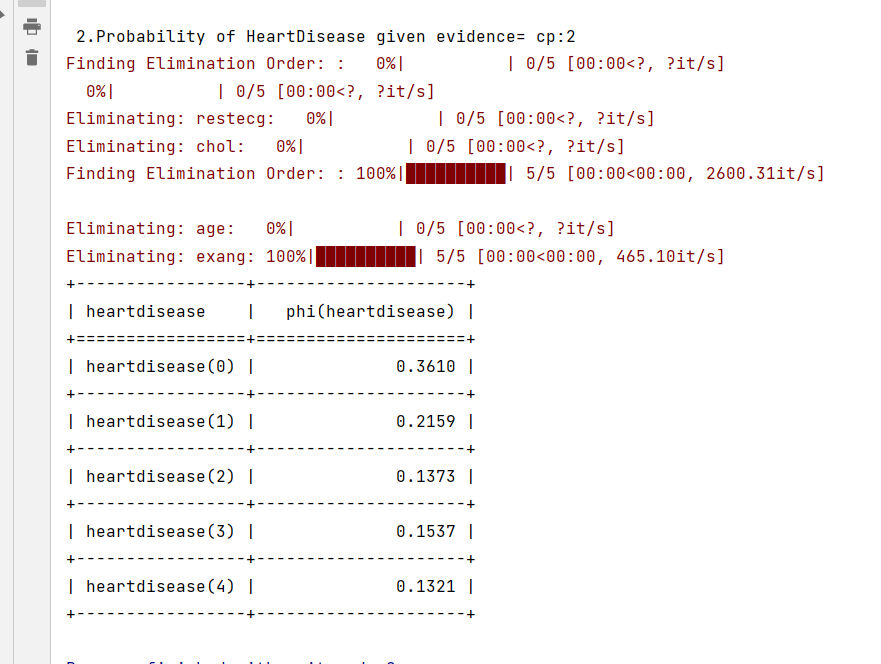 2.Probability of HeartDisease given evidence= cp:2
Finding Elimination Order: :   0%|          | 0/5 [00:00<?, ?it/s]
  0%|          | 0/5 [00:00<?, ?it/s]
Eliminating: restecg:   0%|          | 0/5 [00:00<?, ?it/s]
Eliminating: chol:   0%|          | 0/5 [00:00<?, ?it/s]
Finding Elimination Order: : 100%|██████████| 5/5 [00:00<00:00, 2600.31it/s]
Eliminating: age:   0%|          | 0/5 [00:00<?, ?it/s]
Eliminating: exang: 100%|██████████| 5/5 [00:00<00:00, 465.10it/s]
+-----------------+---------------------+
| heartdisease    |   phi(heartdisease) |
+=================+=====================+
| heartdisease(0) |              0.3610 |
+-----------------+---------------------+
| heartdisease(1) |              0.2159 |
+-----------------+---------------------+
| heartdisease(2) |              0.1373 |
+-----------------+---------------------+
| heartdisease(3) |              0.1537 |
+-----------------+---------------------+
| heartdisease(4) |              0.1321 |
+-----------------+---------------------+